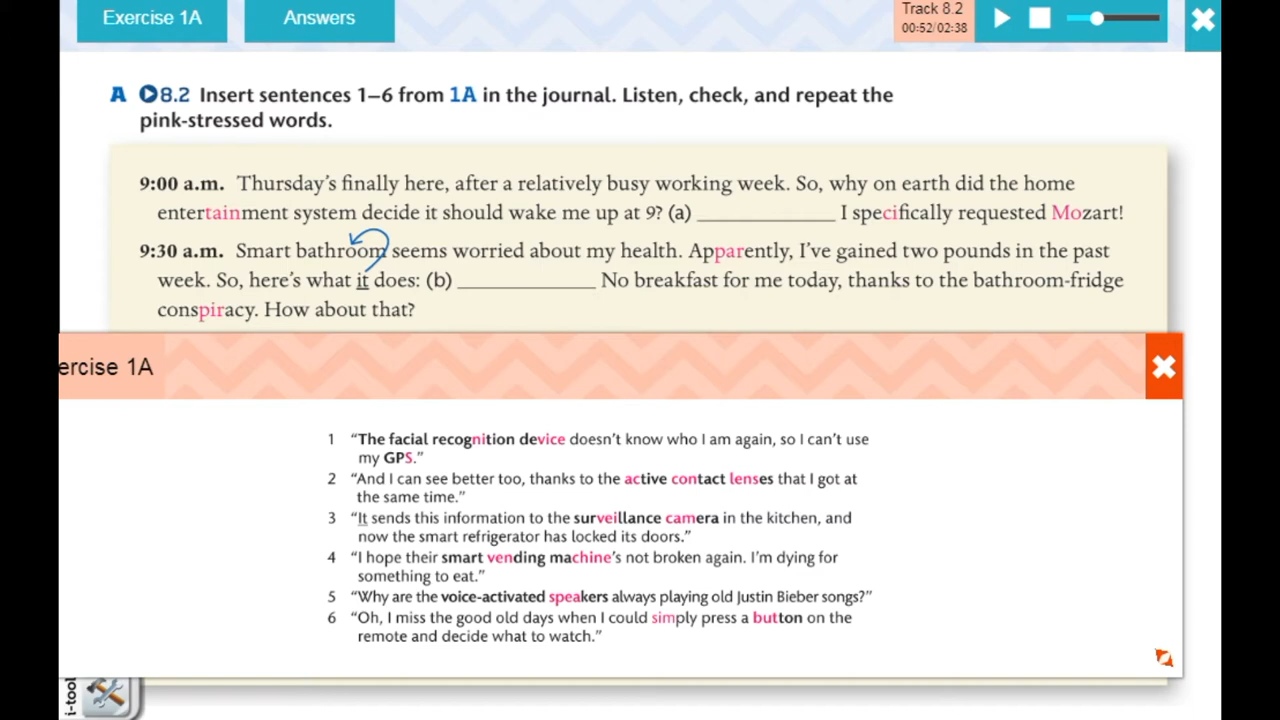 Exercise 1A
Answers
Track 8.2
00:52/02:38
A 8.2 Insert sentences 1–6 from 1A in the journal. Listen, check, and repeat the
pink-stressed words.
9:00 a.m. Thursday's finally here, after a relatively busy working week. So, why on earth did the home
entertainment system decide it should wake me up at 9? (a) ______________ I specifically requested Mozart!
9:30 a.m. Smart bathroom seems worried about my health. Apparently, I've gained two pounds in the past
week. So, here's what it does: (b) ______________ No breakfast for me today, thanks to the bathroom-fridge
conspiracy. How about that?
ercise 1A
1 “The facial recognition device doesn't know who I am again, so I can't use
my GPS.”
2 “And I can see better too, thanks to the active contact lenses that I got at
the same time.”
3 “It sends this information to the surveillance camera in the kitchen, and
now the smart refrigerator has locked its doors.”
4 “I hope their smart vending machine's not broken again. I'm dying for
something to eat.”
5 “Why are the voice-activated speakers always playing old Justin Bieber songs?”
6 “Oh, I miss the good old days when I could simply press a button on the
remote and decide what to watch.”
i-tool